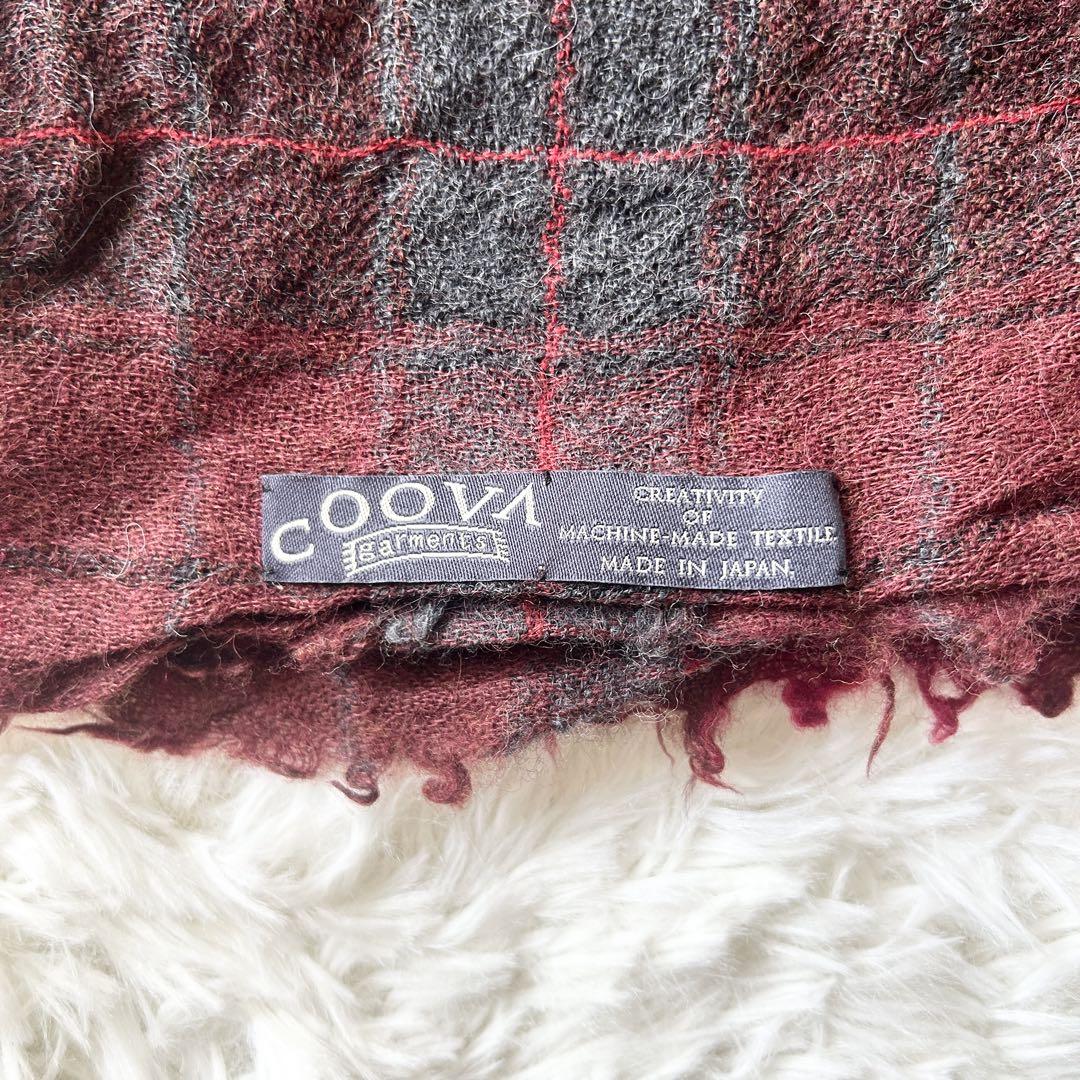 COOVA
garments
CREATIVITY
OF
MACHINE-MADE TEXTILE
MADE IN JAPAN.